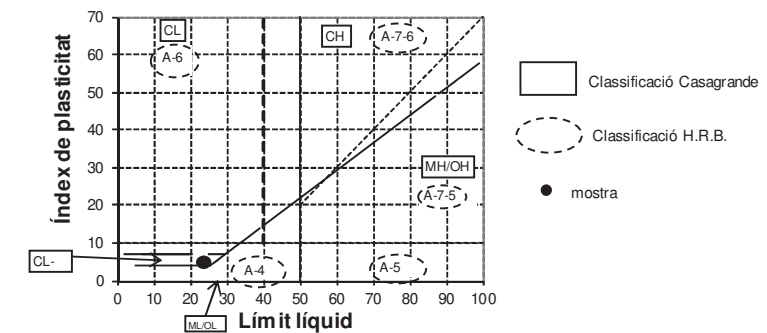 Índex de plasticitat
70
60
50
40
30
20
10
0
CL
A-6
CH
A-7-6
MH/OH
A-7-5
CL-
A-4
A-5
0 10 20 30 40 50 60 70 80 90 100
ML/OL
Límit líquid
Classificació Casagrande
Classificació H.R.B.
mostra